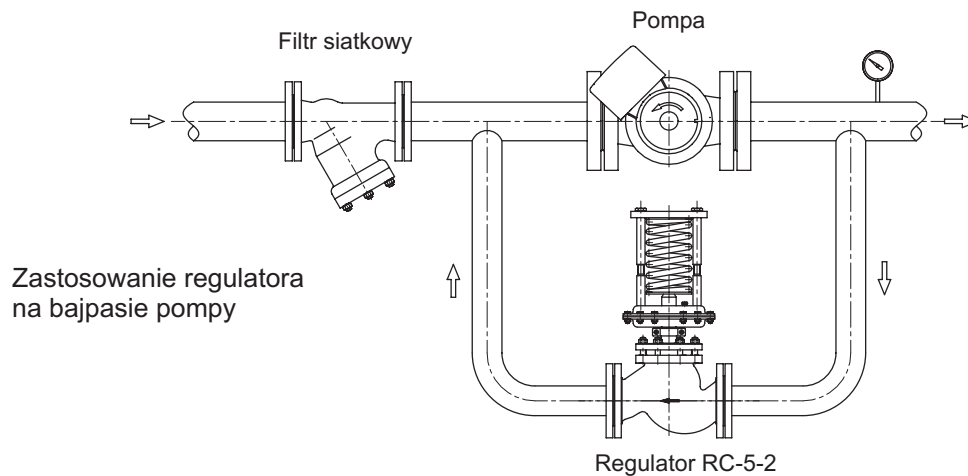 Pompa
Filtr siatkowy
Zastosowanie regulatora
na bajpasie pompy
Regulator RC-5-2